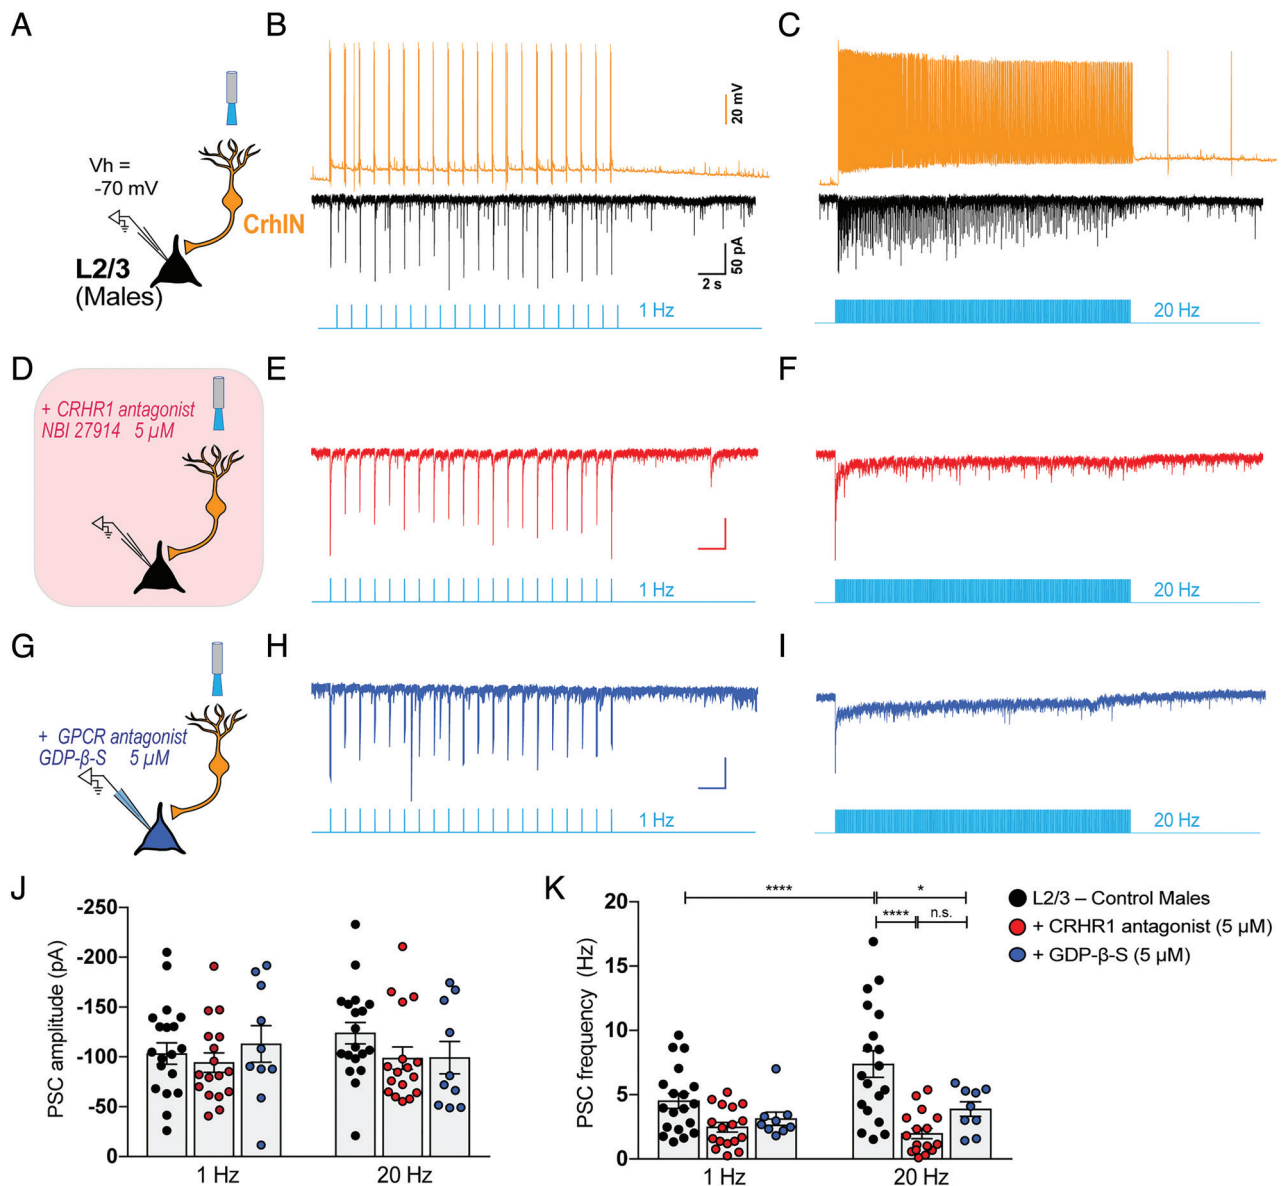 A
B
C
Vh =
-70 mV
CrhIN
L2/3
(Males)
20 mV
50 pA
2 s
1 Hz
20 Hz
D
E
F
+ CRHR1 antagonist
NBI 27914 5 µM
1 Hz
20 Hz
G
H
I
+ GPCR antagonist
GDP-β-S 5 µM
1 Hz
20 Hz
J
PSC amplitude (pA)
-250
-200
-150
-100
-50
0
1 Hz
20 Hz
K
PSC frequency (Hz)
20
15
10
5
0
1 Hz
20 Hz
****
*
****
n.s.
L2/3 – Control Males
+ CRHR1 antagonist (5 µM)
+ GDP-β-S (5 µM)